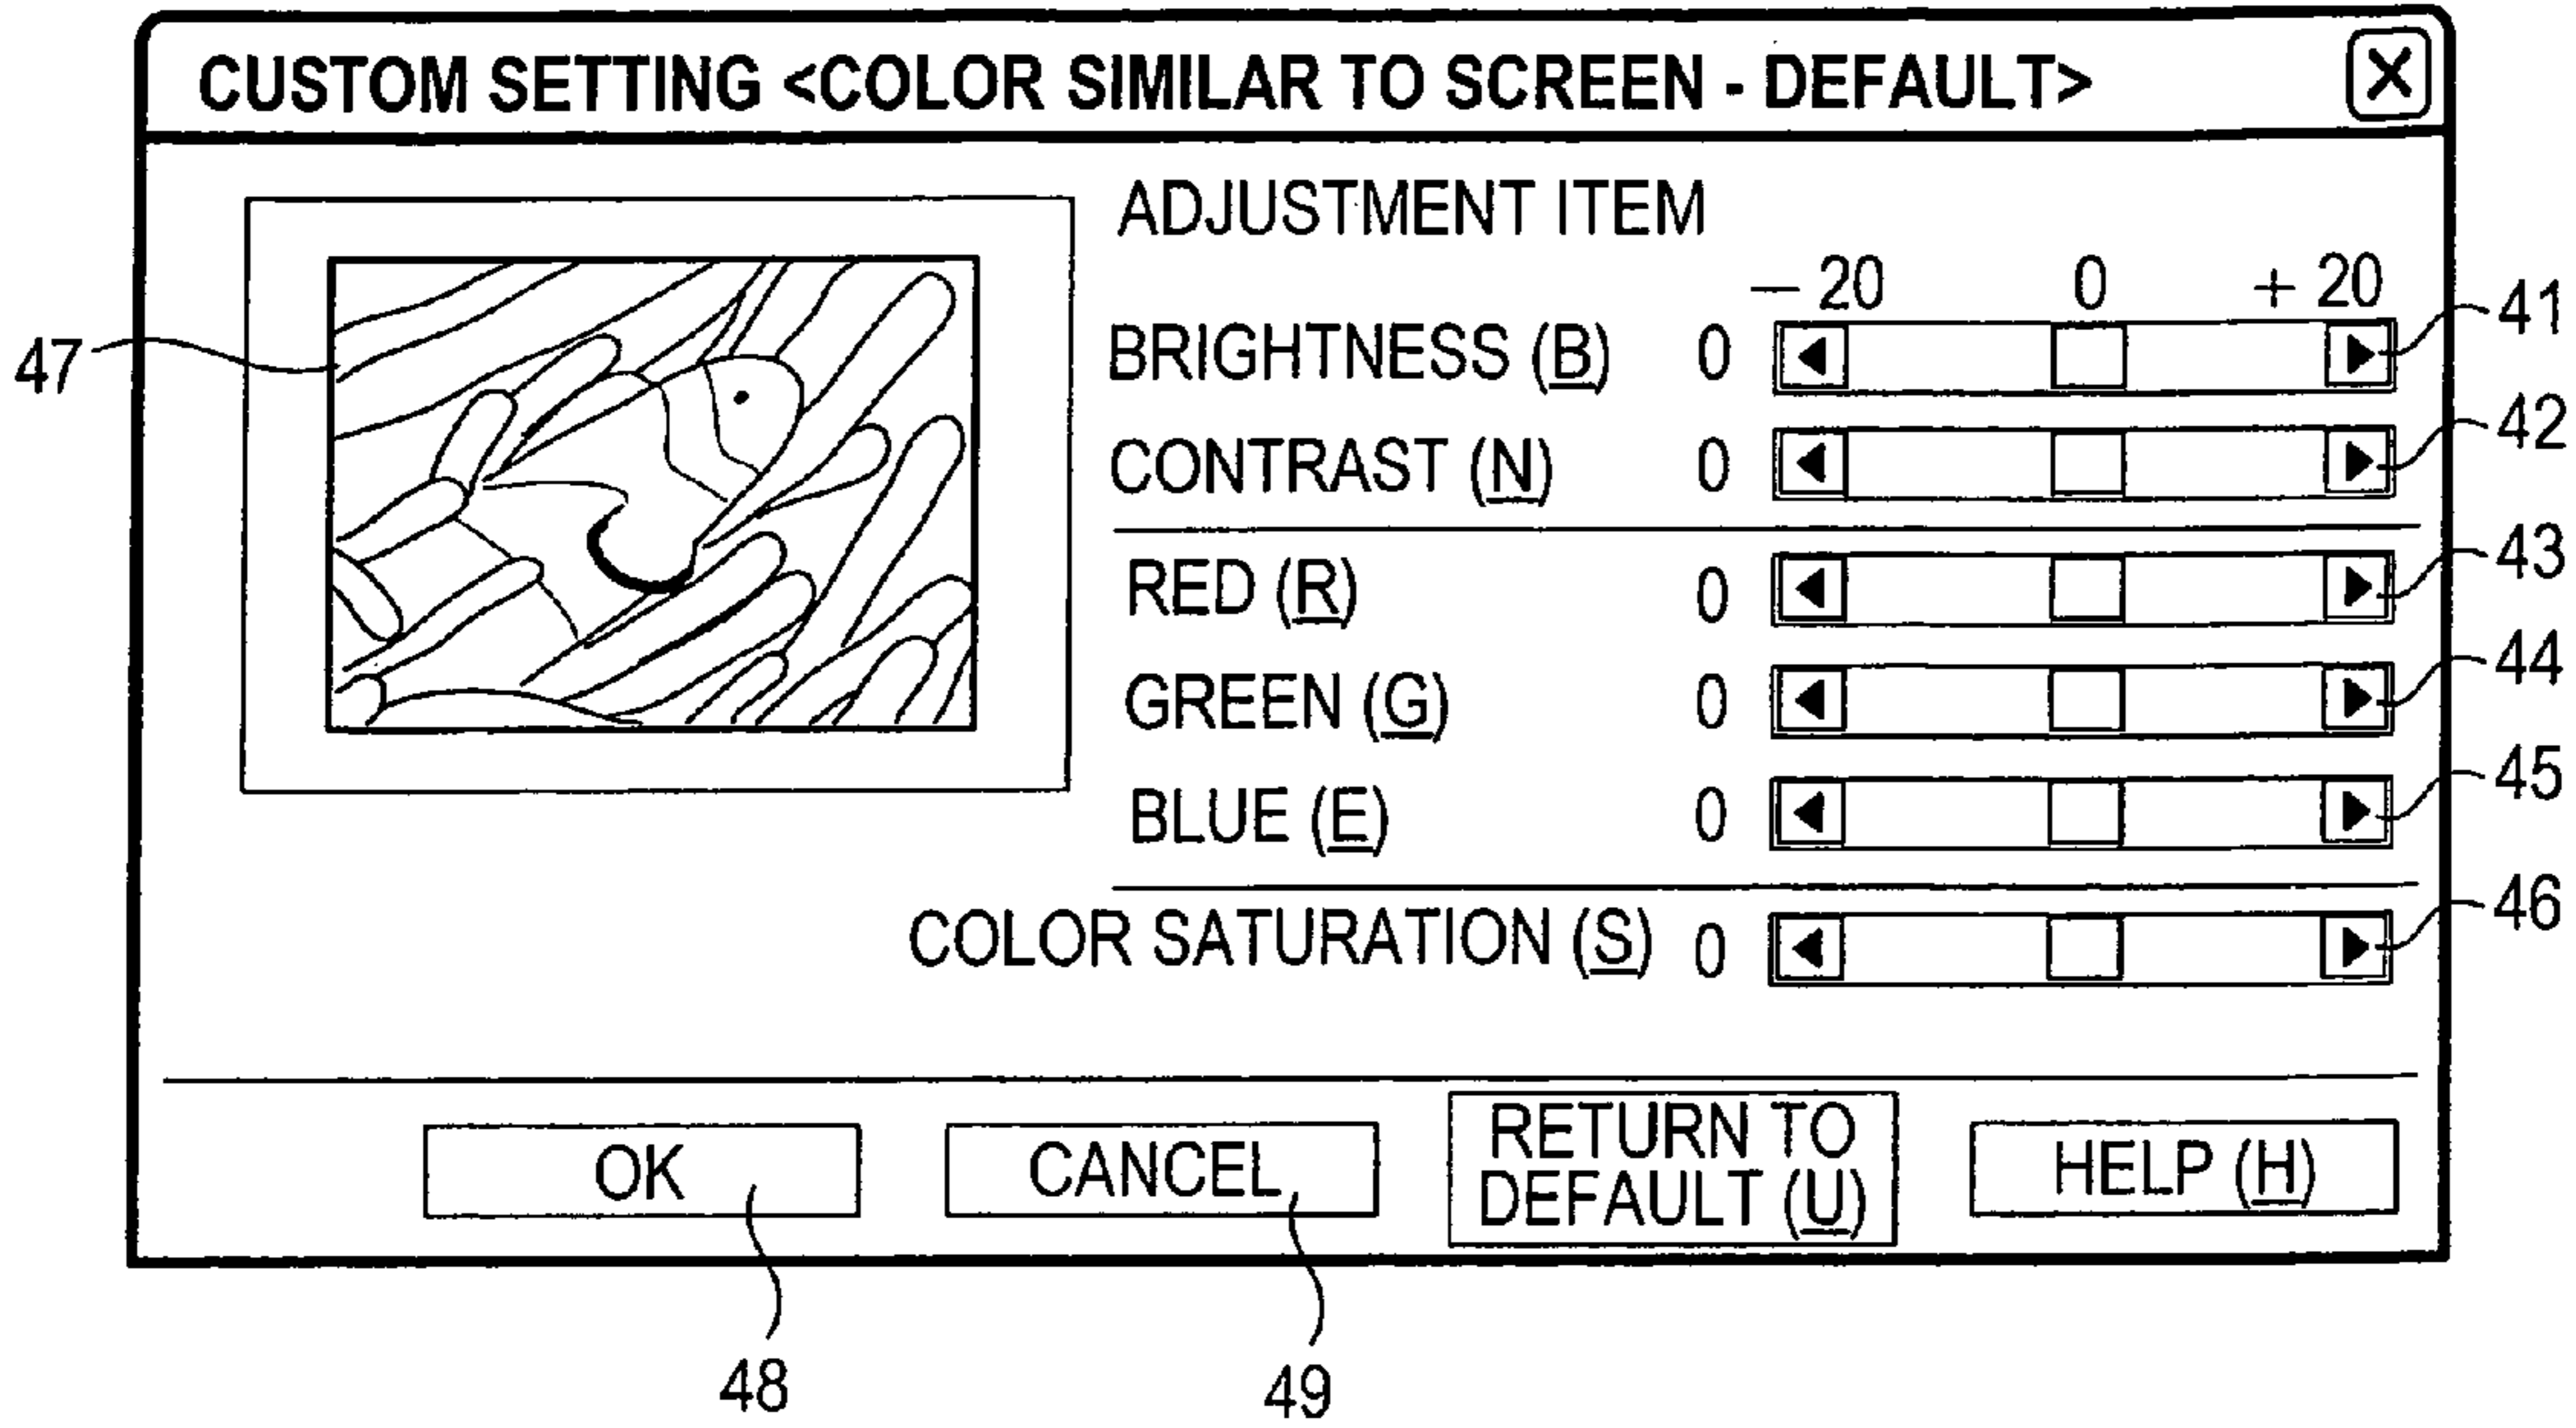 CUSTOM SETTING <COLOR SIMILAR TO SCREEN - DEFAULT> X
ADJUSTMENT ITEM
— 20 0 + 20
BRIGHTNESS (B) 0 41
47
CONTRAST (N) 0 42
RED (R) 0 43
GREEN (G) 0 44
BLUE (E) 0 45
COLOR SATURATION (S) 0 46
OK
CANCEL
RETURN TO
DEFAULT (U)
HELP (H)
48
49